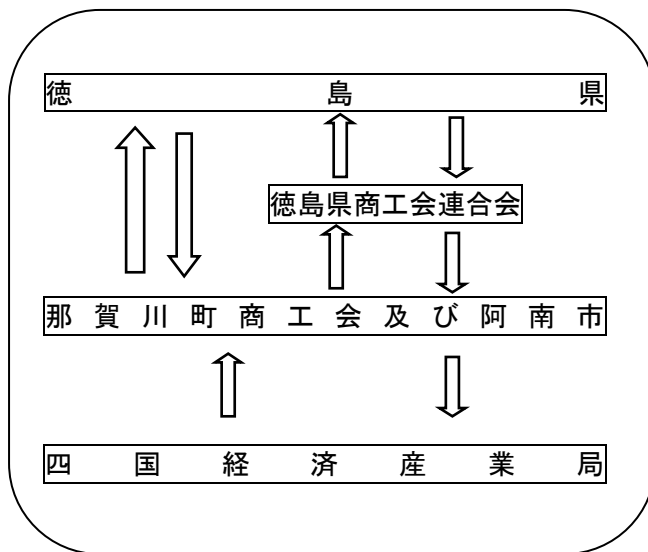 徳島県
徳島県商工会連合会
那賀川町商工会及び阿南市
四国経済産業局